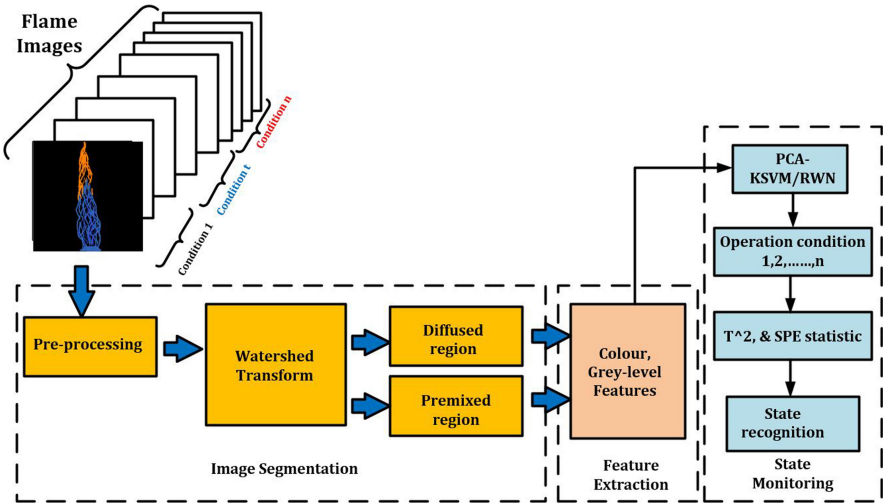 Flame
Images
Condition n
Condition t
Condition 1
Pre-processing
Watershed
Transform
Diffused
region
Premixed
region
Image Segmentation
Colour,
Grey-level
Features
Feature
Extraction
PCA-
KSVM/RWN
Operation condition
1,2,......,n
T^2, & SPE statistic
State
recognition
State
Monitoring